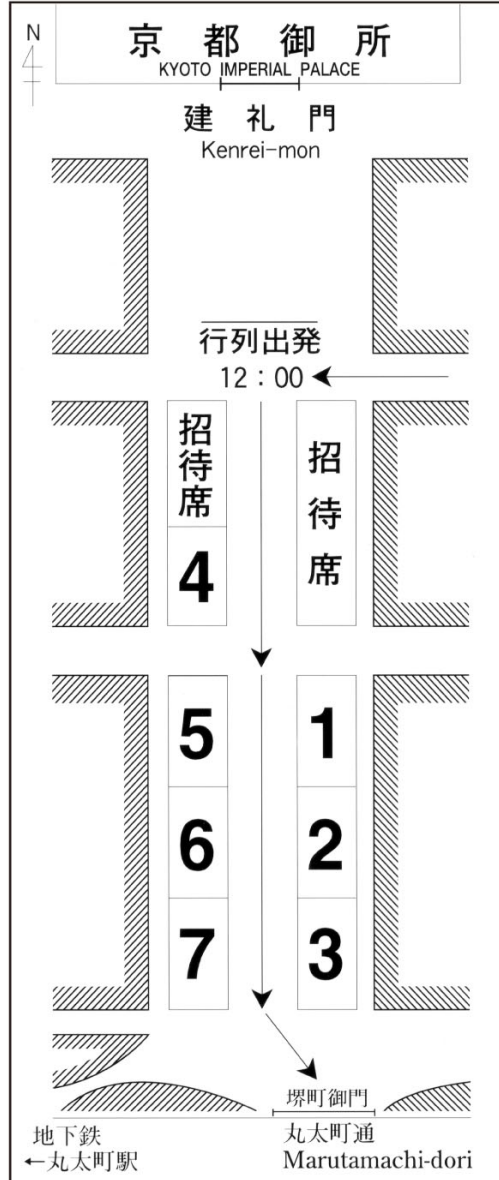 N
京都御所
KYOTO IMPERIAL PALACE
建礼門
Kenrei-mon
行列出発
12：00
招待席
招待席
4
5
1
6
2
7
3
堺町御門
地下鉄
←丸太町駅
丸太町通
Marutamachi-dori